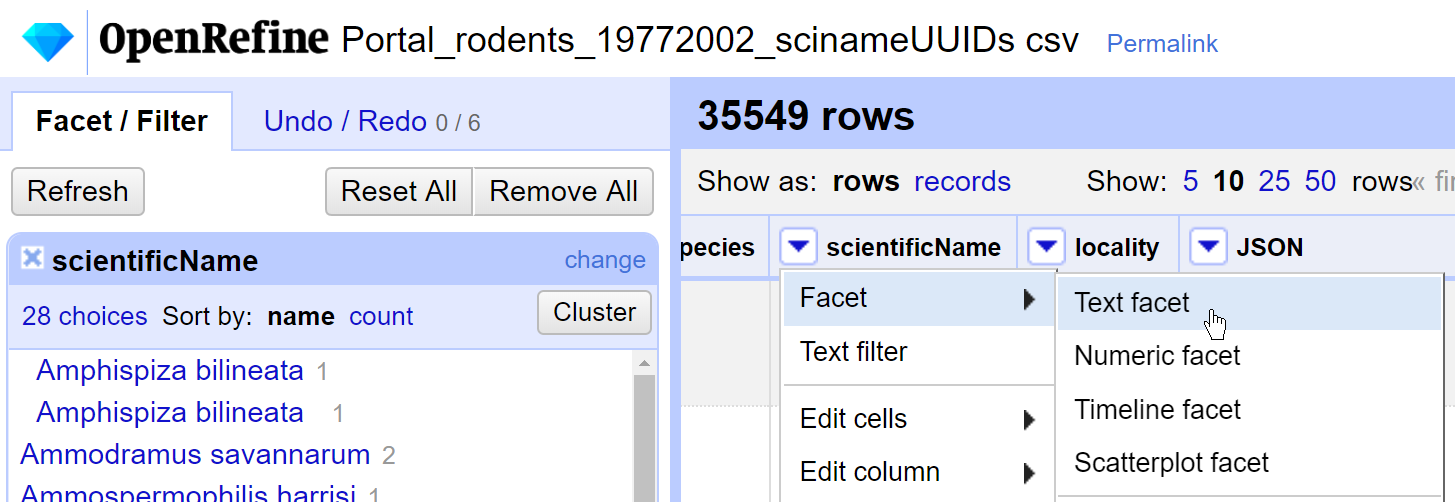 OpenRefine Portal_rodents_19772002_scinameUUIDs csv Permalink
Facet / Filter Undo / Redo 0 / 6
Refresh Reset All Remove All
scientificName change
28 choices Sort by: name count Cluster
Amphispiza bilineata 1
Amphispiza bilineata 1
Ammodramus savannarum 2
Ammospermophilis harrisi 1
35549 rows
Show as: rows records Show: 5 10 25 50 rows « fi
pecies scientificName locality JSON
Facet
Text filter
Edit cells
Edit column
Text facet
Numeric facet
Timeline facet
Scatterplot facet